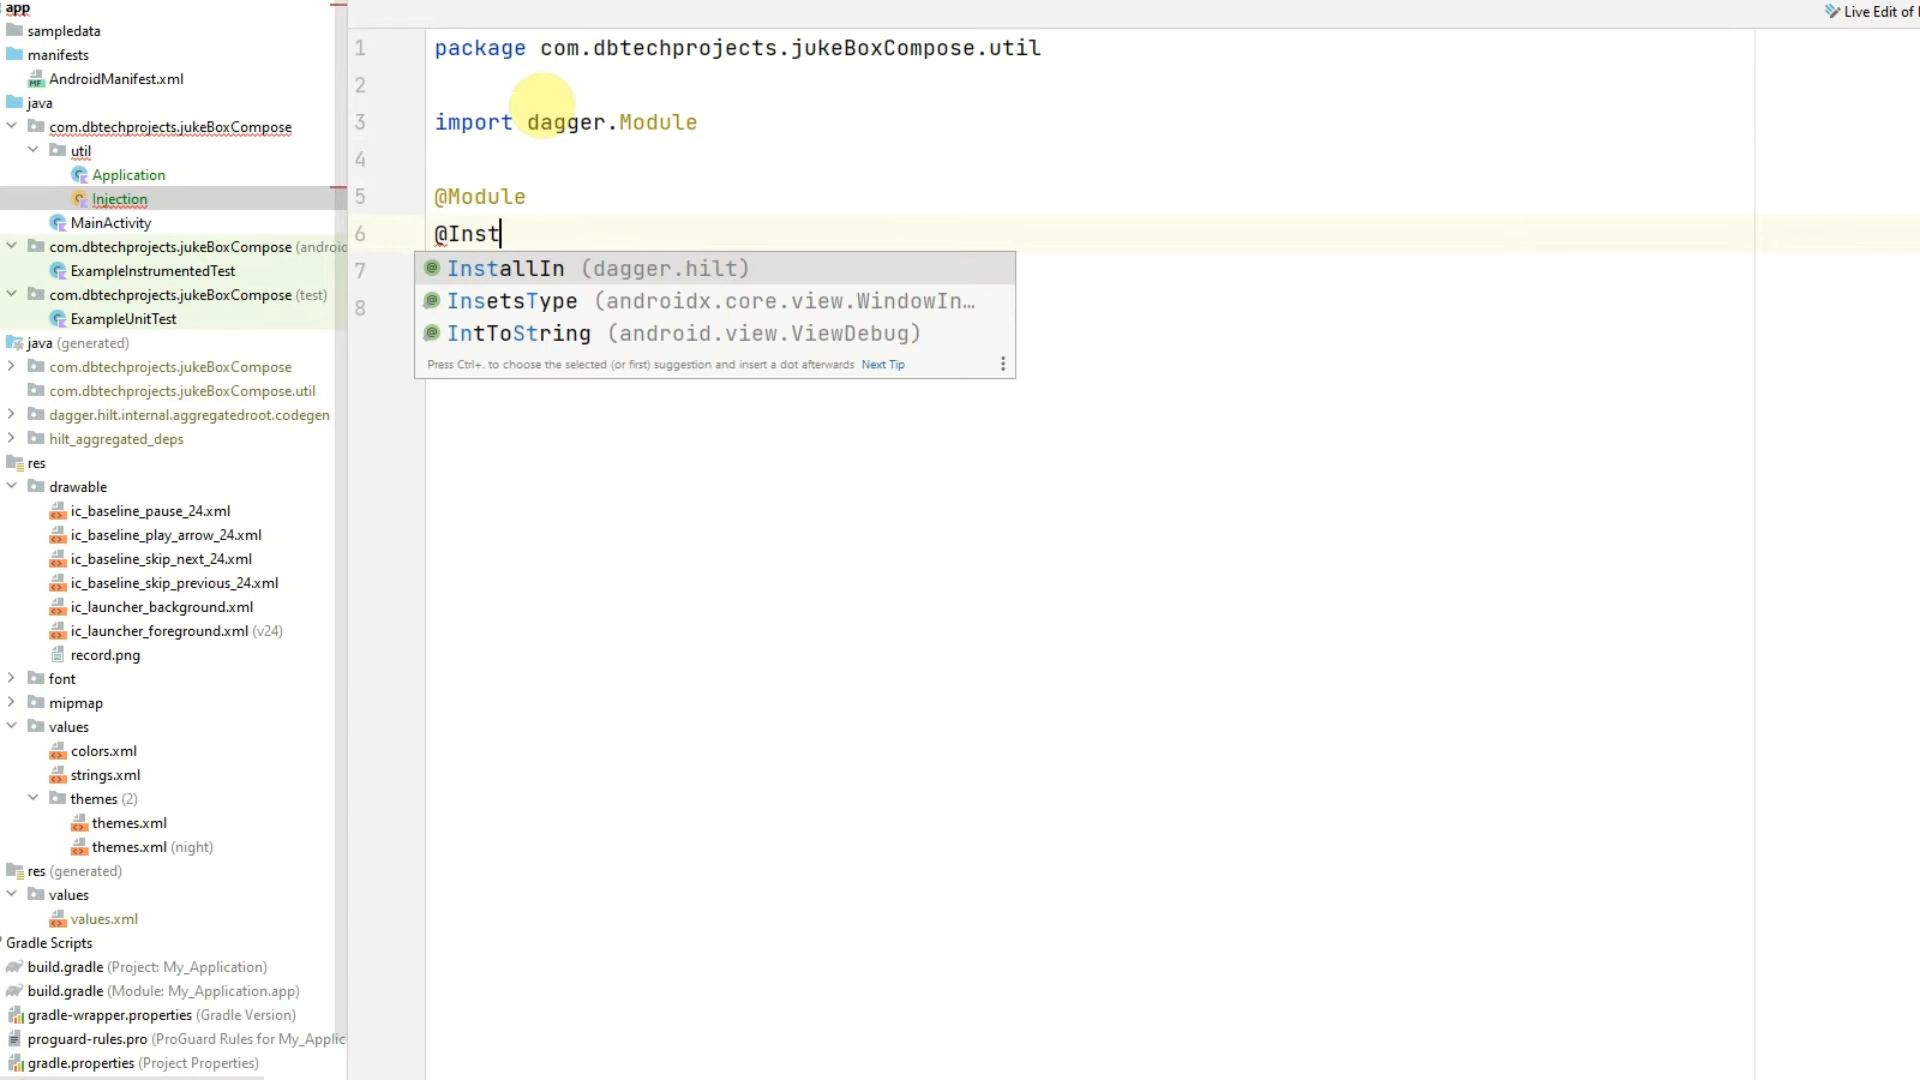 app
sampledata
manifests
AndroidManifest.xml
java
com.dbtechprojects.jukeBoxCompose
util
Application
Injection
MainActivity
com.dbtechprojects.jukeBoxCompose (androi
ExampleInstrumentedTest
com.dbtechprojects.jukeBoxCompose (test)
ExampleUnitTest
java (generated)
com.dbtechprojects.jukeBoxCompose
com.dbtechprojects.jukeBoxCompose.util
dagger.hilt.internal.aggregatedroot.codegen
hilt_aggregated_deps
res
drawable
ic_baseline_pause_24.xml
ic_baseline_play_arrow_24.xml
ic_baseline_skip_next_24.xml
ic_baseline_skip_previous_24.xml
ic_launcher_background.xml
ic_launcher_foreground.xml (v24)
record.png
font
mipmap
values
colors.xml
strings.xml
themes (2)
themes.xml
themes.xml (night)
res (generated)
values
values.xml
Gradle Scripts
build.gradle (Project: My_Application)
build.gradle (Module: My_Application.app)
gradle-wrapper.properties (Gradle Version)
proguard-rules.pro (ProGuard Rules for My_Applic
gradle.properties (Project Properties)
Live Edit of
1 package com.dbtechprojects.jukeBoxCompose.util
2
3 import dagger.Module
4
5 @Module
6 @Inst
7
8
InstallIn (dagger.hilt)
InsetsType (androidx.core.view.WindowIn…
IntToString (android.view.ViewDebug)
Press Ctrl+. to choose the selected (or first) suggestion and insert a dot afterwards Next Tip